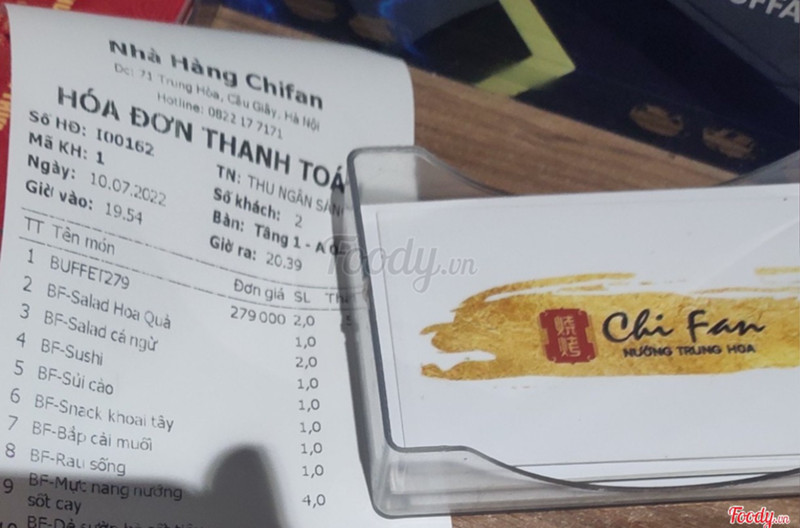 Nhà Hàng Chifan
Đc: 71 Trung Hòa, Cầu Giấy, Hà Nội
Hotline: 0822 17 7171
HÓA ĐƠN THANH TOÁ
Số HĐ: I00162
Mã KH: 1
TN: THU NGÂN SÁN
Ngày: 10.07.2022
Số khách: 2
Giờ vào: 19.54
Bàn: Tầng 1 - A
Giờ ra: 20.39
TT Tên món Đơn giá SL
1 BUFFET279 279 000 2,0
2 BF-Salad Hoa Quả 1,0
3 BF-Salad cá ngừ 2,0
4 BF-Sushi 1,0
5 BF-Sủi cảo 1,0
6 BF-Snack khoai tây 1,0
7 BF-Bắp cải muối 1,0
8 BF-Rau sống 1,0
9 BF-Mực nang nướng sốt cay 4,0
Foody.vn
烧烤
Chi Fan
NƯỚNG TRUNG HOA
Foody.vn